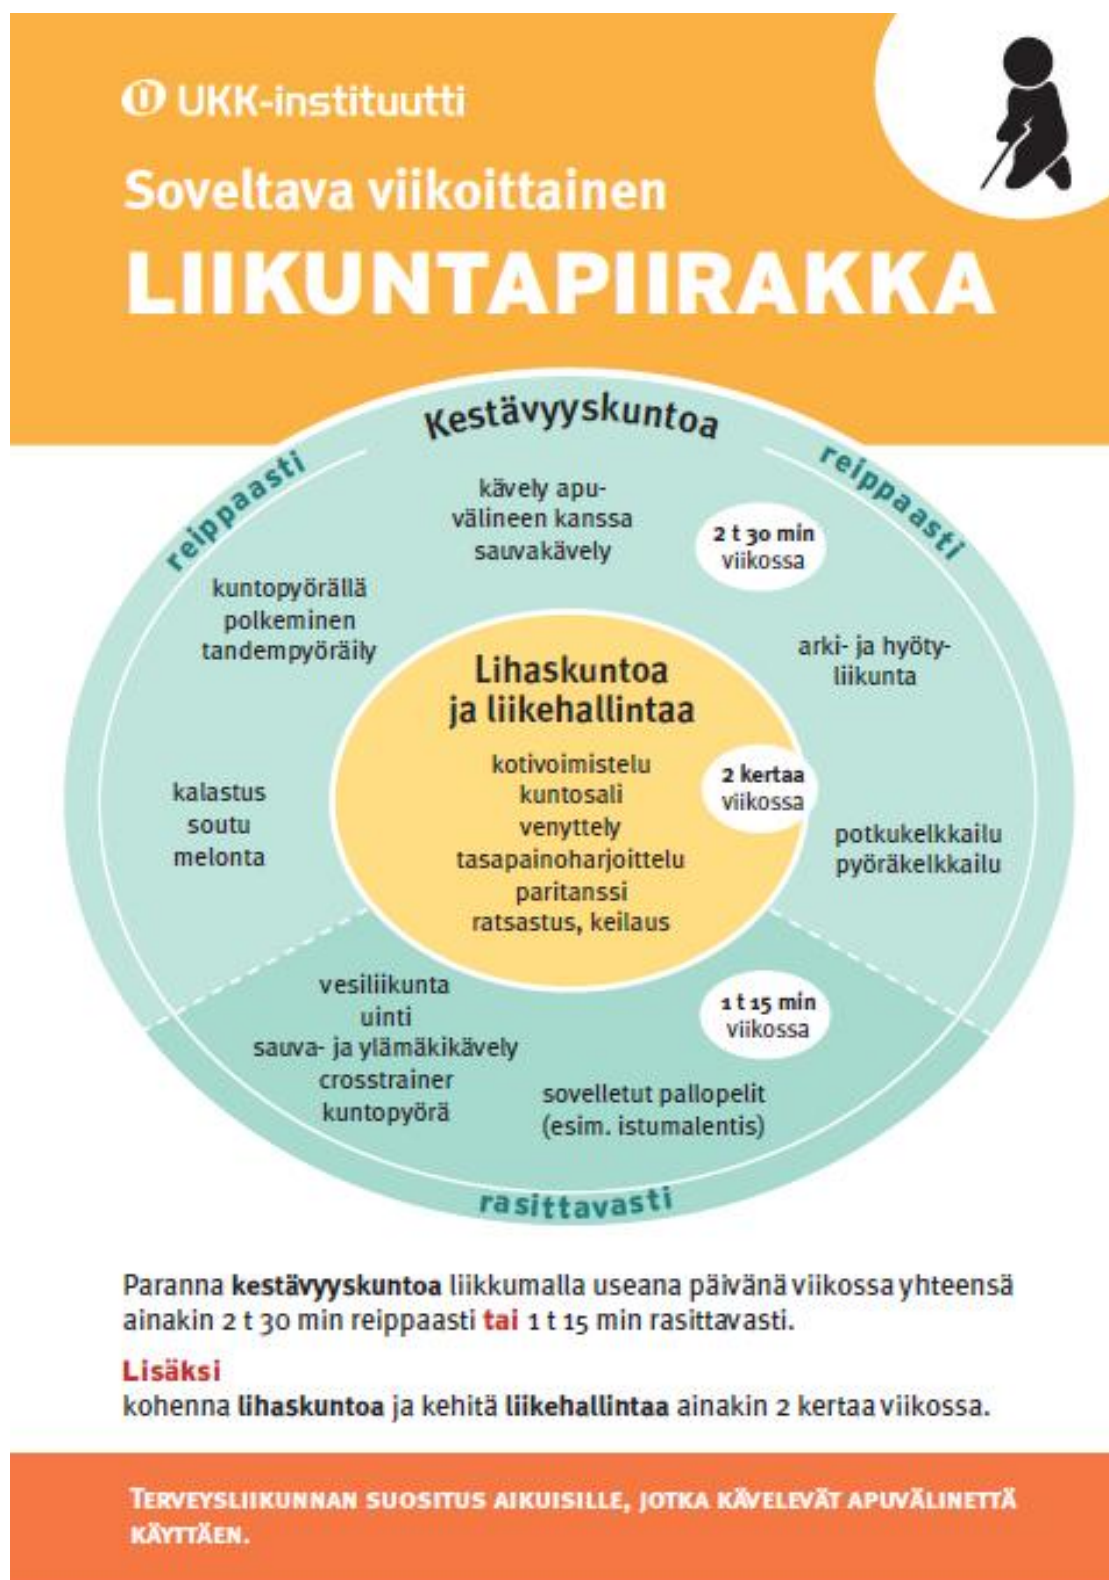 UKK-instituutti
Soveltava viikoittainen
LIIKUNTAPIIRAKKA
Kestävyyskuntoa
reippaasti
reippaasti
kävely apu-
välineen kanssa
sauvakävely
2 t 30 min
viikossa
kuntopyörällä
polkeminen
tandempyöräily
arki- ja hyöty-
liikunta
Lihaskuntoa
ja liikehallintaa
kotivoimistelu
kuntosali
venyttely
tasapainoharjoittelu
paritanssi
ratsastus, keilaus
2 kertaa
viikossa
kalastus
soutu
melonta
potkukelkkailu
pyöräkelkkailu
vesiliikunta
uinti
sauva- ja ylämäkikävely
crosstrainer
kuntopyörä
1 t 15 min
viikossa
sovelletut pallopelit
(esim. istumalentis)
rasittavasti
Paranna kestävyyskuntoa liikkumalla useana päivänä viikossa yhteensä
ainakin 2 t 30 min reippaasti tai 1 t 15 min rasittavasti.
Lisäksi
kohenna lihaskuntoa ja kehitä liikehallintaa ainakin 2 kertaa viikossa.
TERVEYSLIIKUNNAN SUOSITUS AIKUISILLE, JOTKA KÄVELEVÄT APUVÄLINETTÄ
KÄYTTÄEN.